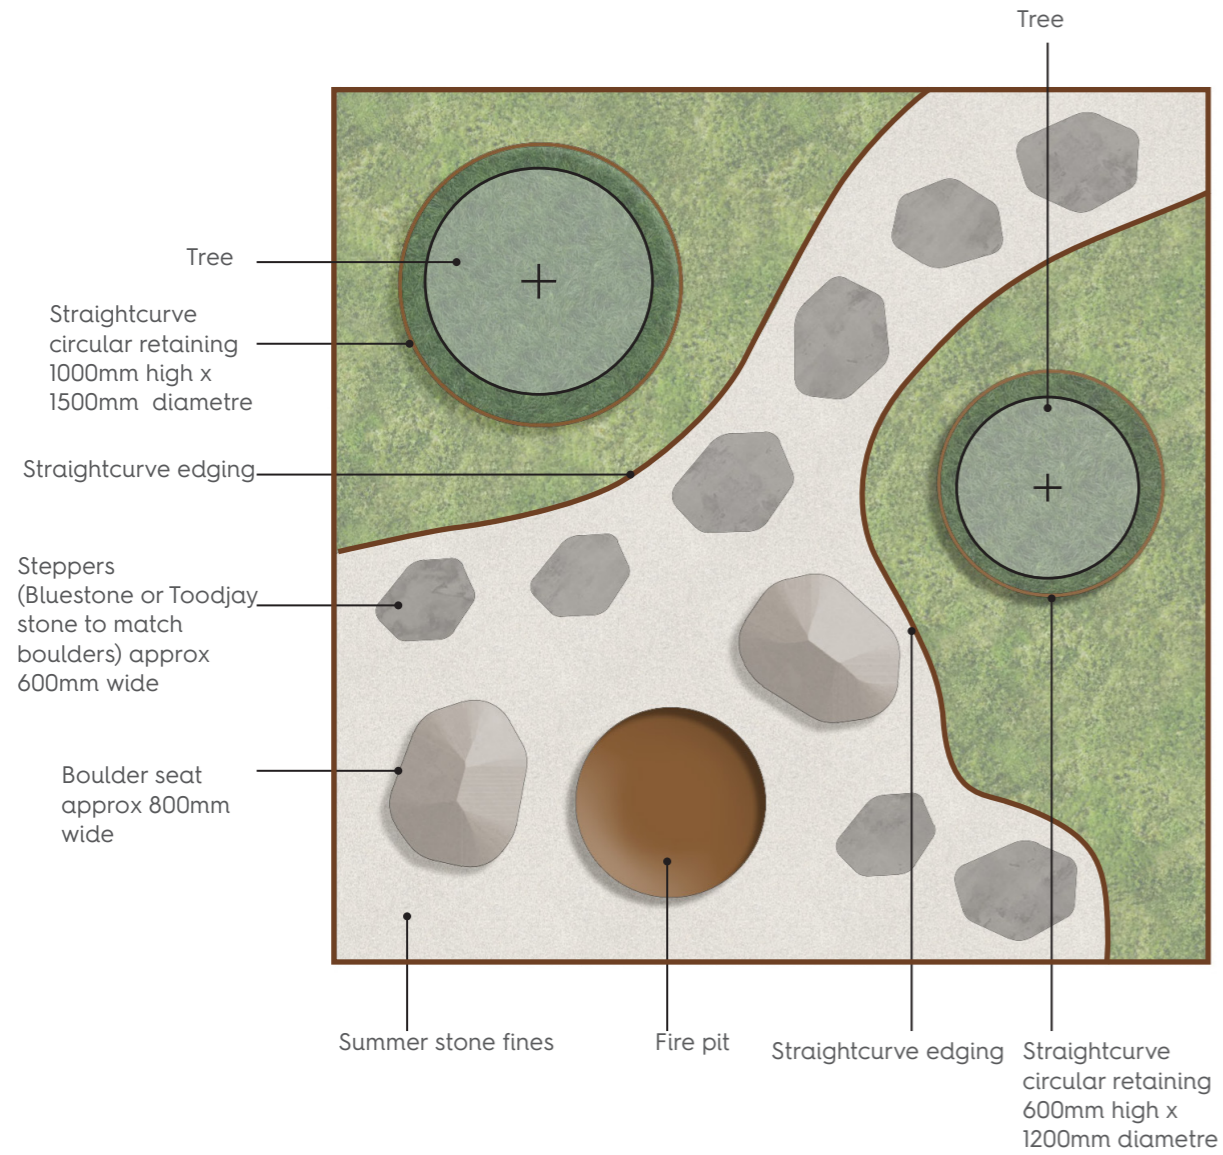 Tree
Tree
Straightcurve
circular retaining
1000mm high x
1500mm diametre
Straightcurve edging
Steppers
(Bluestone or Toodjay
stone to match
boulders) approx
600mm wide
Boulder seat
approx 800mm
wide
Summer stone fines
Fire pit
Straightcurve edging
Straightcurve
circular retaining
600mm high x
1200mm diametre